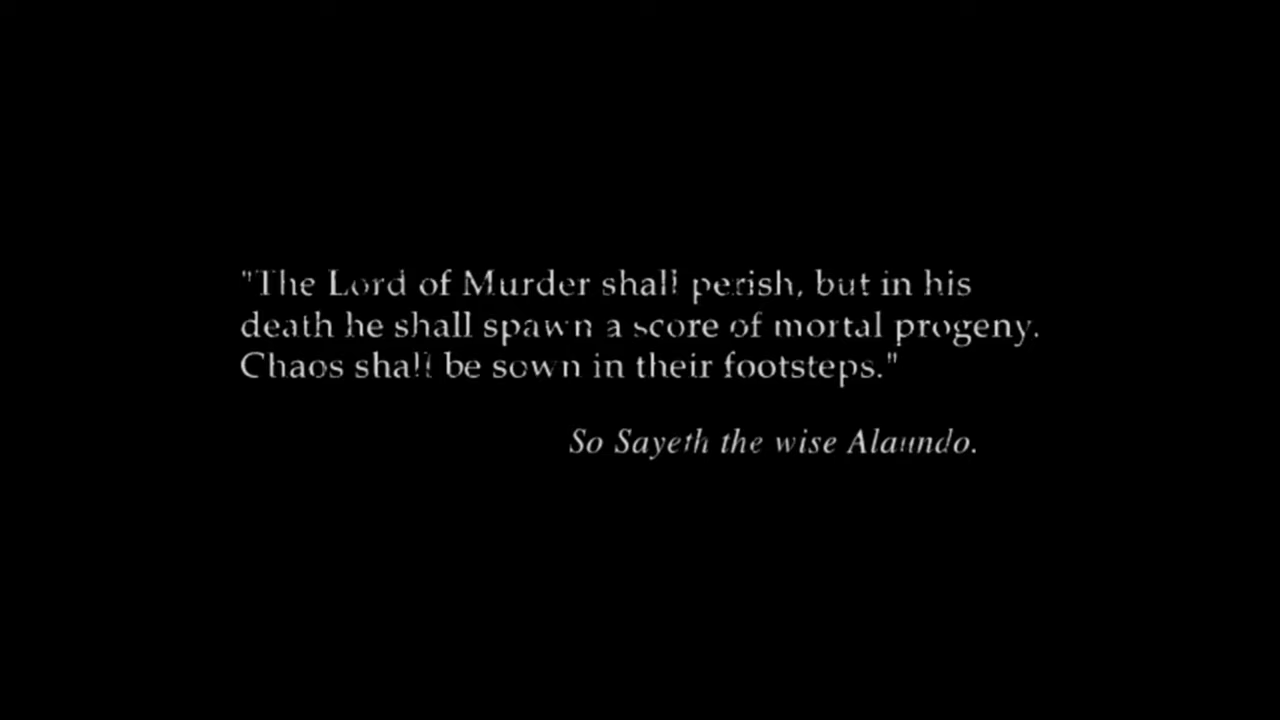 "The Lord of Murder shall perish, but in his
death he shall spawn a score of mortal progeny.
Chaos shall be sown in their footsteps."
So Sayeth the wise Alaundo.